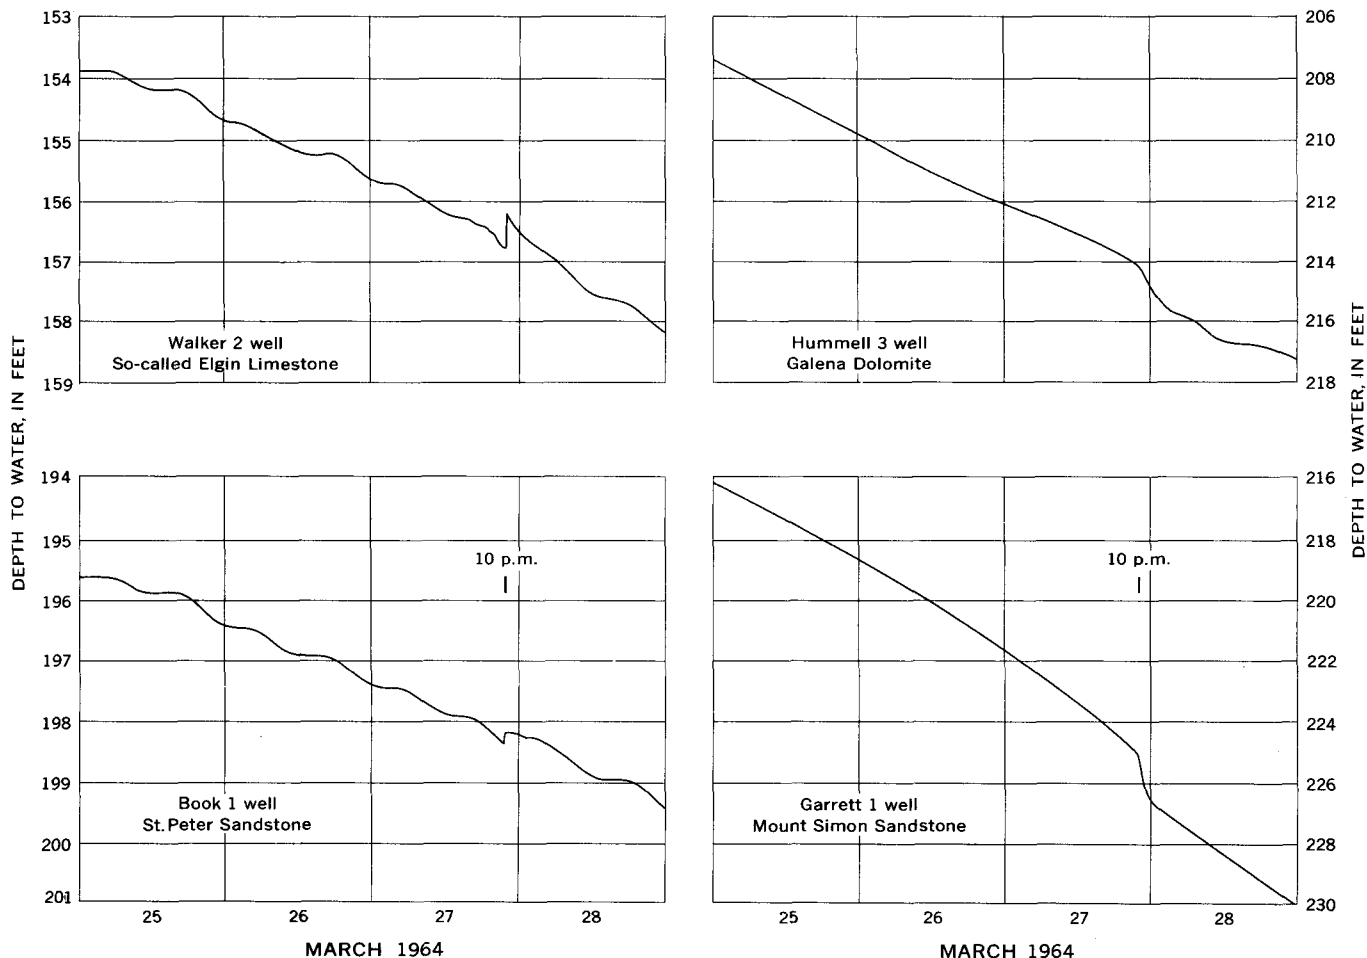 153
154
155
156
157
158
159
Walker 2 well
So-called Elgin Limestone
206
208
210
212
214
216
218
Hummell 3 well
Galena Dolomite
DEPTH TO WATER, IN FEET
DEPTH TO WATER, IN FEET
194
195
196
197
198
199
200
201
10 p.m.
Book 1 well
St. Peter Sandstone
25
26
27
28
MARCH 1964
216
218
220
222
224
226
228
230
10 p.m.
Garrett 1 well
Mount Simon Sandstone
25
26
27
28
MARCH 1964